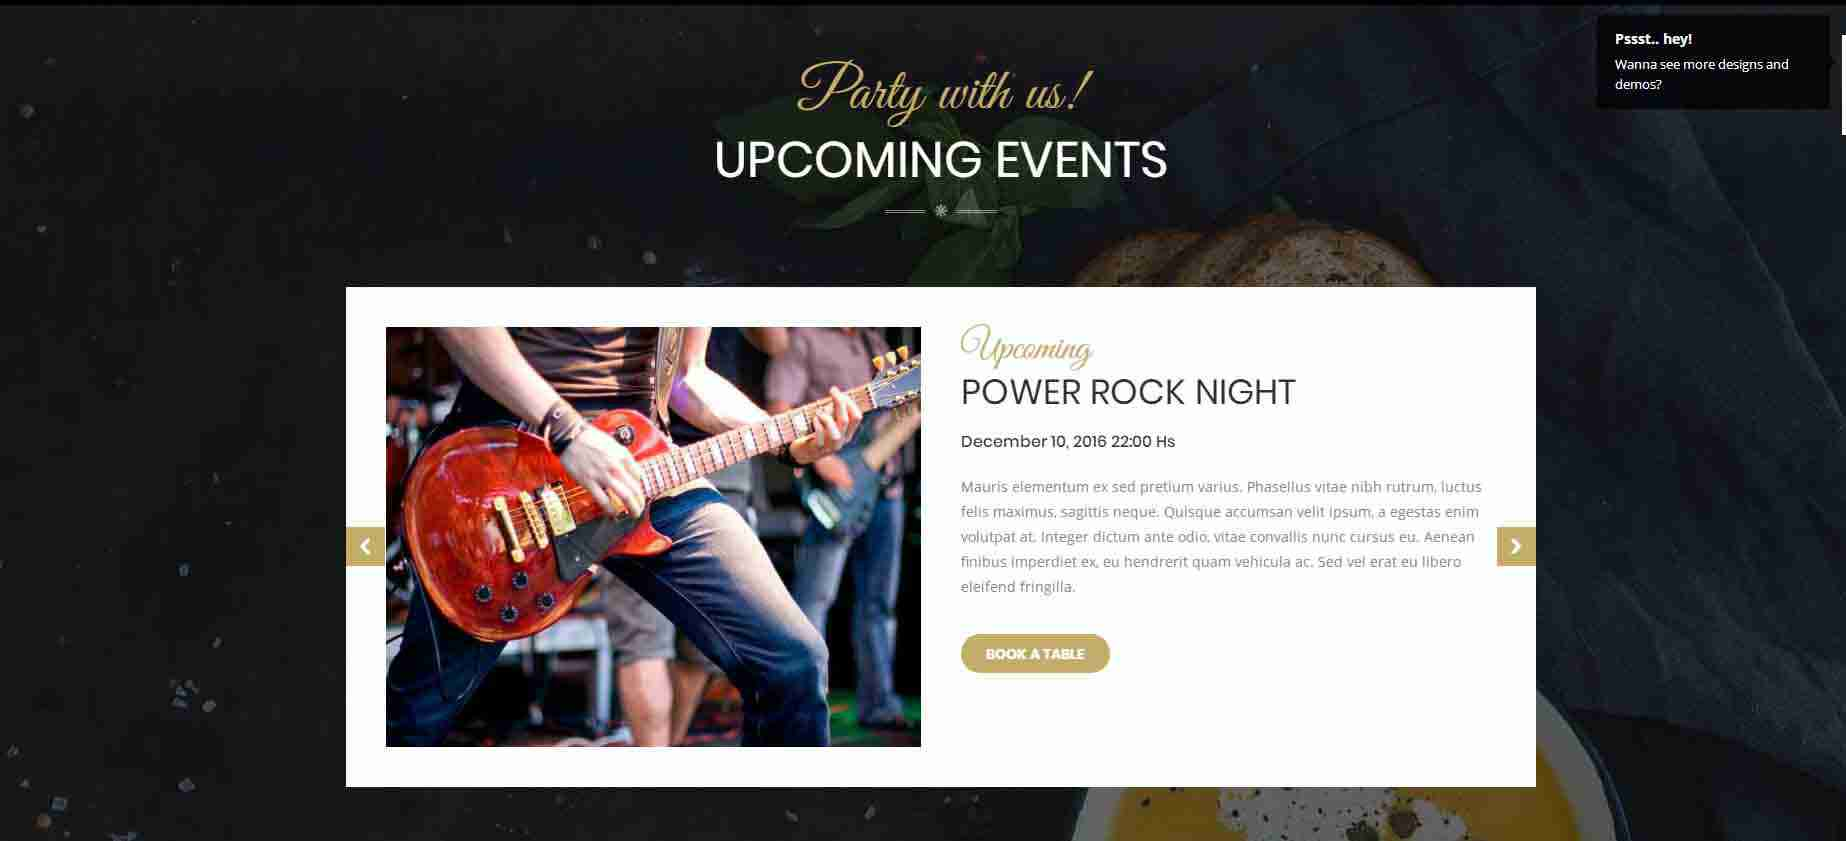 Pssst.. hey!
Wanna see more designs and
demos?
Party with us!
UPCOMING EVENTS
Upcoming
POWER ROCK NIGHT
December 10, 2016 22:00 Hs
Mauris elementum ex sed pretium varius. Phasellus vitae nibh rutrum, luctus
felis maximus, sagittis neque. Quisque accumsan velit ipsum, a egestas enim
volutpat at. Integer dictum ante odio, vitae convallis nunc cursus eu. Aenean
finibus imperdiet ex, eu hendrerit quam vehicula ac. Sed vel erat eu libero
eleifend fringilla.
BOOK A TABLE